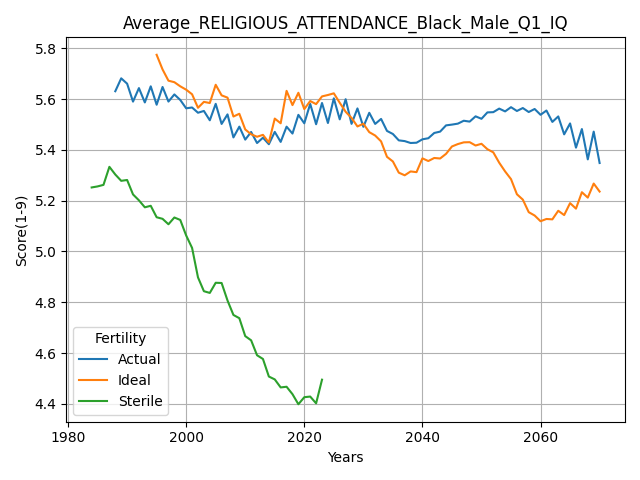 Average_RELIGIOUS_ATTENDANCE_Black_Male_Q1_IQ
Score(1-9)
5.8
5.6
5.4
5.2
5.0
4.8
4.6
4.4
Fertility
Actual
Ideal
Sterile
1980
2000
2020
2040
2060
Years